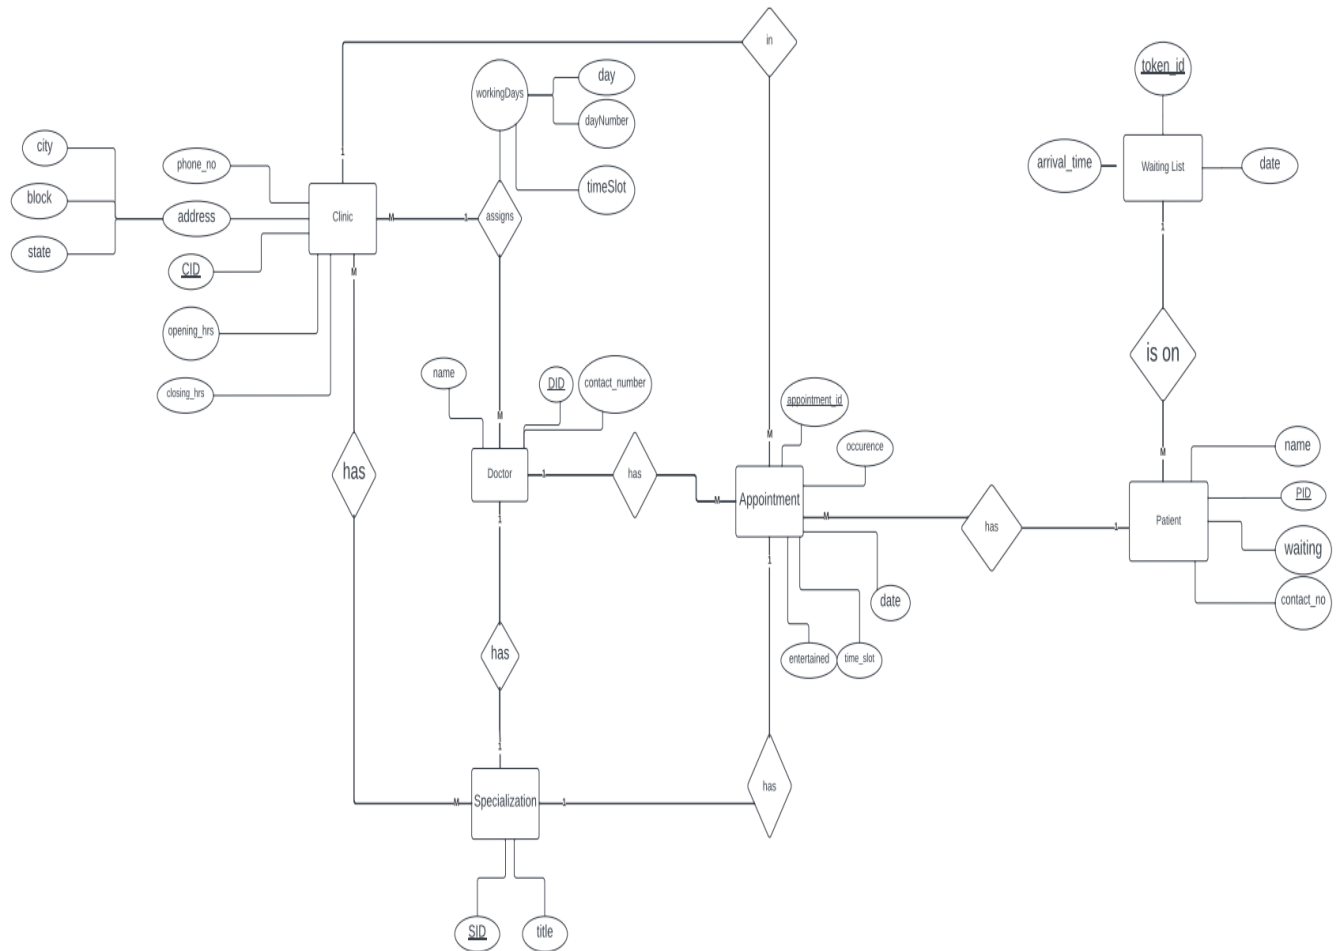 in
token_id
day
workingDays
dayNumber
city
phone_no
1
arrival_time
Waiting List
date
block
timeSlot
address
Clinic
M
1
assigns
1
state
CID
M
opening_hrs
is on
closing_hrs
name
DID
contact_number
appointment_id
M
M
occurence
M
name
has
Doctor
1
has
M
Appointment
PID
M
has
1
Patient
1
waiting
1
date
contact_no
has
entertained
time_slot
1
has
M
Specialization
1
SID
title